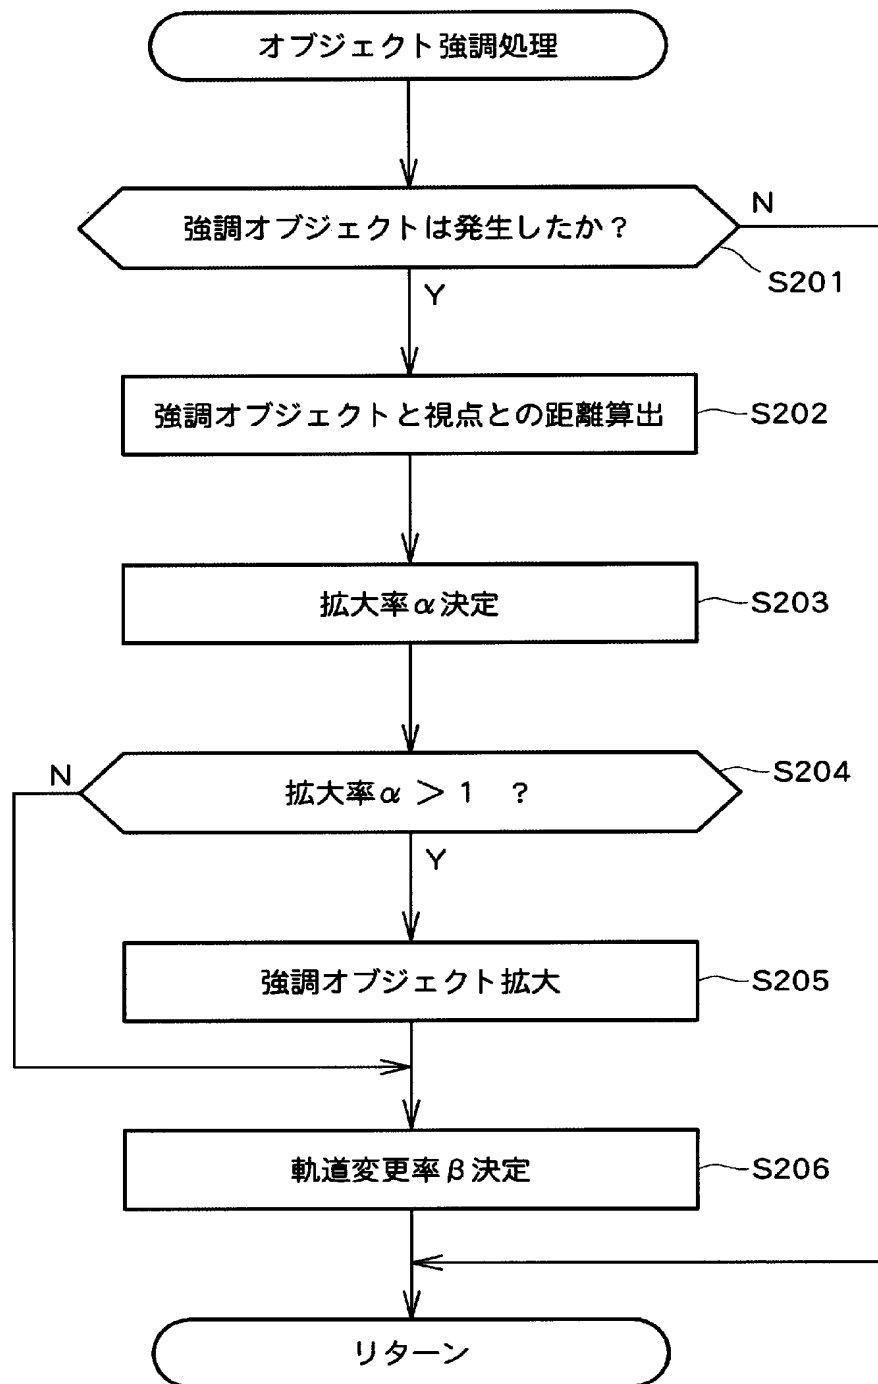 オブジェクト強調処理
強調オブジェクトは発生したか？
N
S201
Y
強調オブジェクトと視点との距離算出
S202
拡大率α決定
S203
N
拡大率α ＞ 1 ？
S204
Y
強調オブジェクト拡大
S205
軌道変更率β決定
S206
リターン